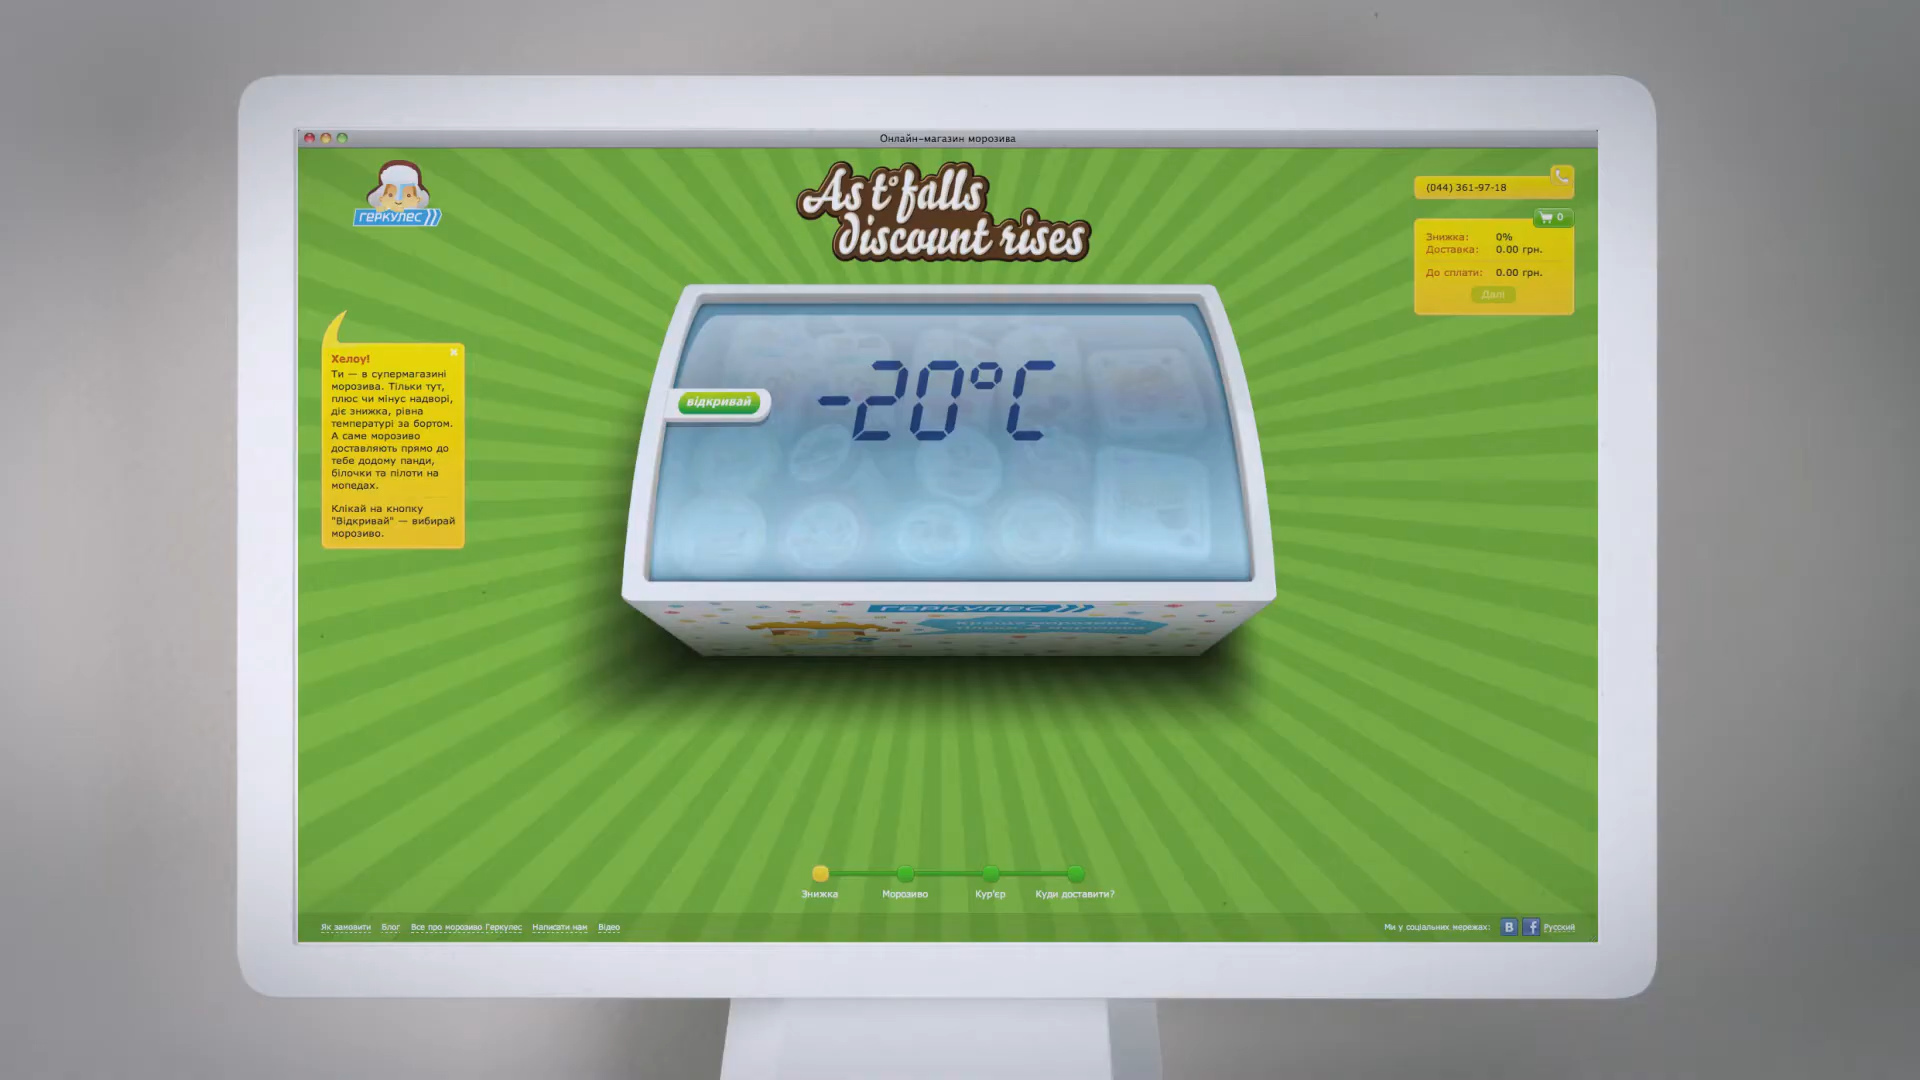 Онлайн-магазин морозива
ГЕРКУЛЕС
As t° falls
discount rises
(044) 361-97-18
0
Знижка: 0%
Доставка: 0.00 грн.
До сплати: 0.00 грн.
Далі
Хелоу!
Ти — в супермагазині
морозива. Тільки тут,
плюс чи мінус надворі,
діє знижка, рівна
температурі за бортом.
А саме морозиво
доставляють прямо до
тебе додому панди,
білочки та пілоти на
мопедах.
Клікай на кнопку
"Відкривай" — вибирай
морозиво.
відкривай
-20°C
ГЕРКУЛЕС
Знижка Морозиво Кур'єр Куди доставити?
Як замовити Блог Все про морозиво Геркулес Написати нам Відео
Ми у соціальних мережах: B f Русский